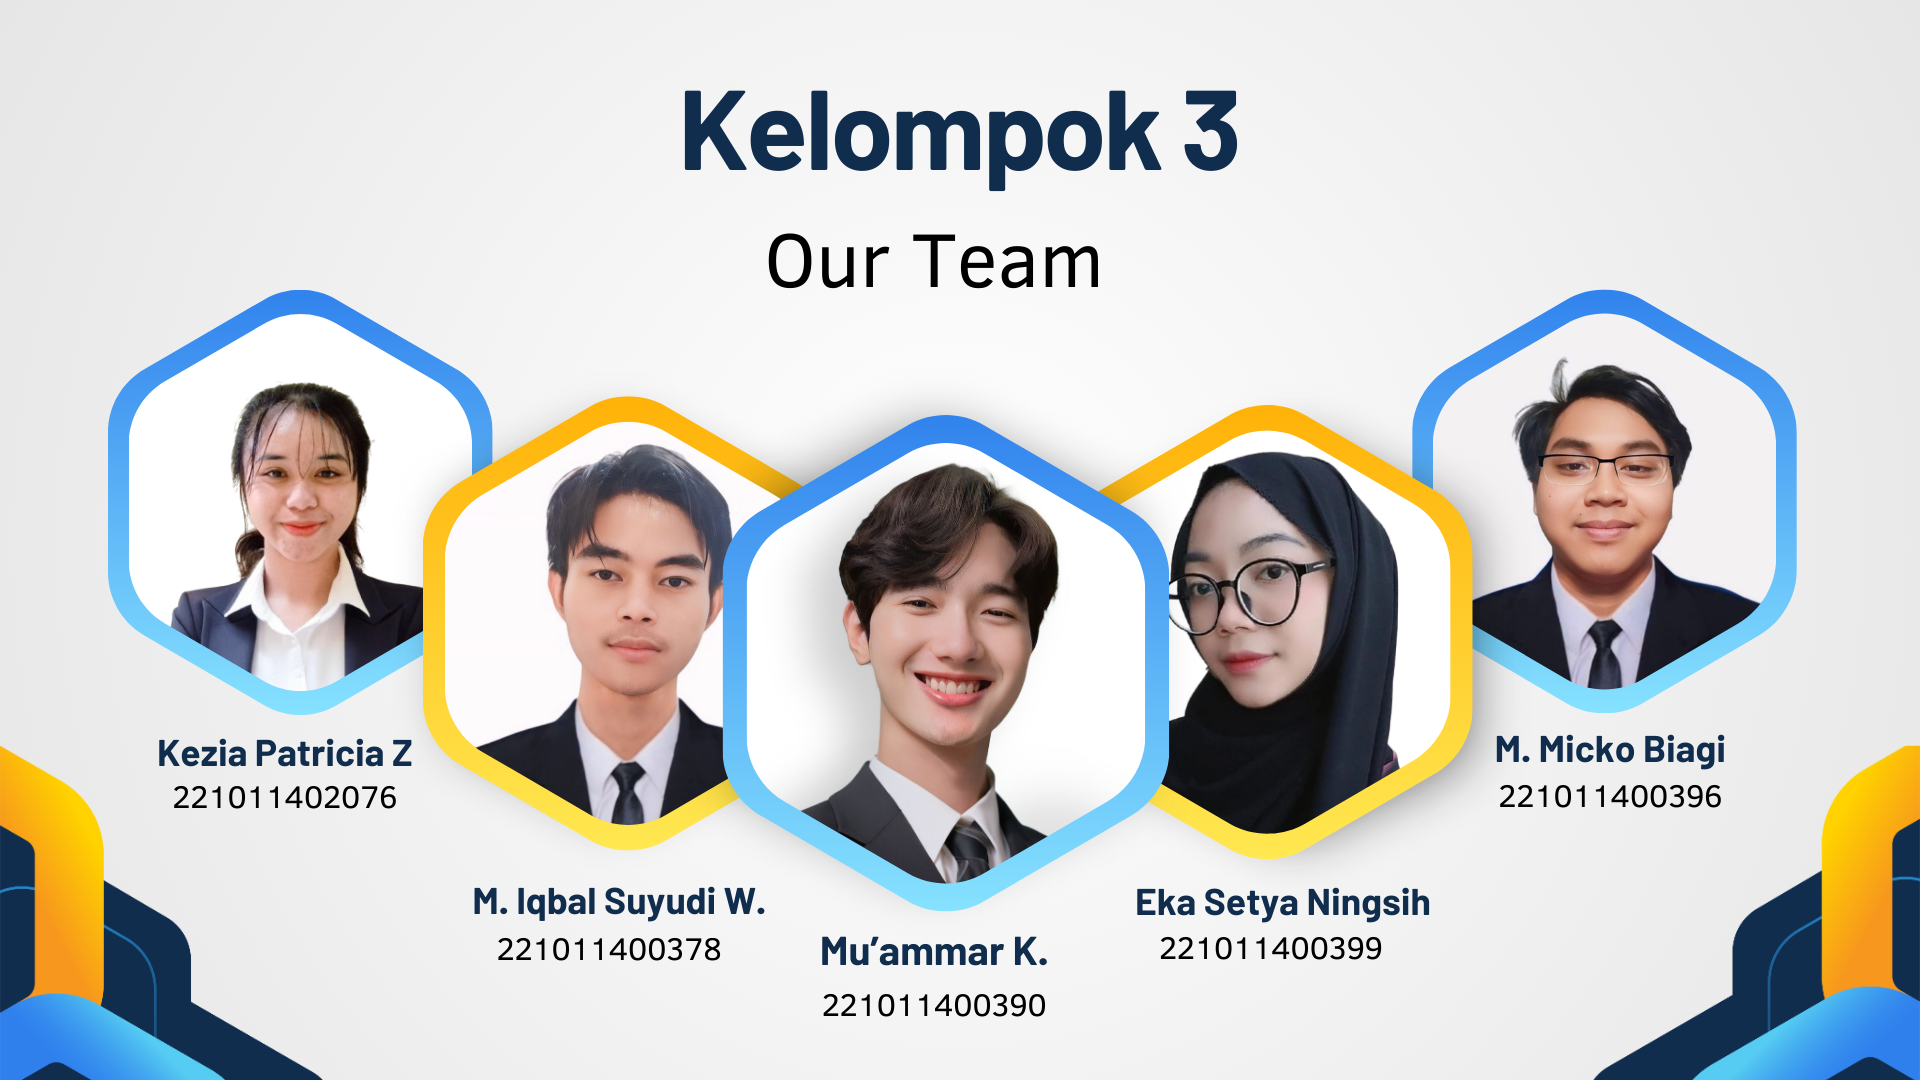 Kelompok 3
Our Team
Kezia Patricia Z
221011402076
M. Iqbal Suyudi W.
221011400378
Mu’ammar K.
221011400390
Eka Setya Ningsih
221011400399
M. Micko Biagi
221011400396